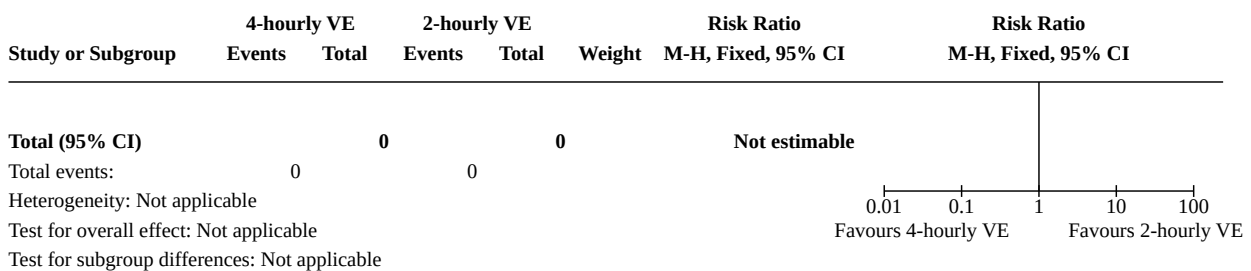 4-hourly VE 2-hourly VE Risk Ratio Risk Ratio
Study or Subgroup Events Total Events Total Weight M-H, Fixed, 95% CI M-H, Fixed, 95% CI
Total (95% CI) 0 0 Not estimable
Total events: 0 0
Heterogeneity: Not applicable
0.01 0.1 1 10 100
Test for overall effect: Not applicable
Favours 4-hourly VE Favours 2-hourly VE
Test for subgroup differences: Not applicable